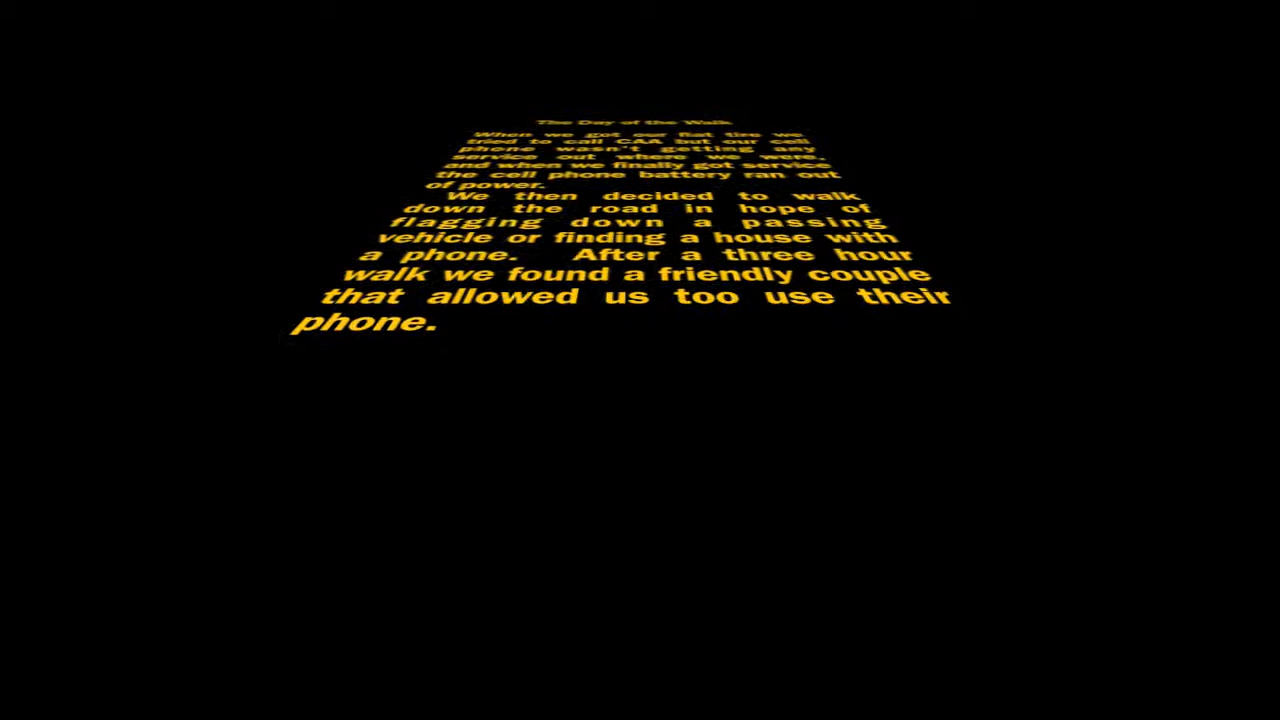 The Day of the Walk
When we got our flat tire we
tried to call CAA but our cell
phone wasn't getting any
service out where we were,
and when we finally got service
the cell phone battery ran out
of power.
We then decided to walk
down the road in hope of
flagging down a passing
vehicle or finding a house with
a phone. After a three hour
walk we found a friendly couple
that allowed us too use their
phone.